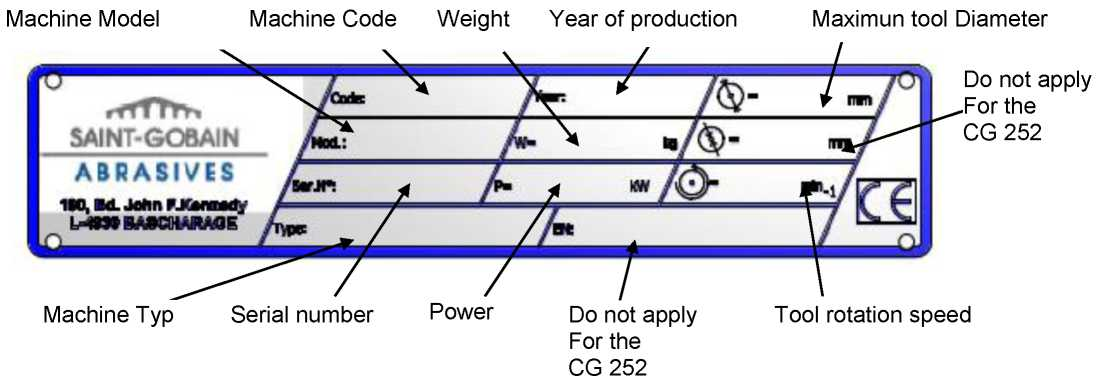 Machine Model
Machine Code
Weight
Year of production
Maximun tool Diameter
Do not apply
For the
CG 252
Code:
Year:
mm
SAINT-GOBAIN
ABRASIVES
Mod.:
W=
kg
mm
Ser.N°:
P=
KW
min-1
190, Bd. John F.Kennedy
L-4930 BASCHARAGE
Type:
EN:
CE
Machine Typ
Serial number
Power
Do not apply
For the
CG 252
Tool rotation speed